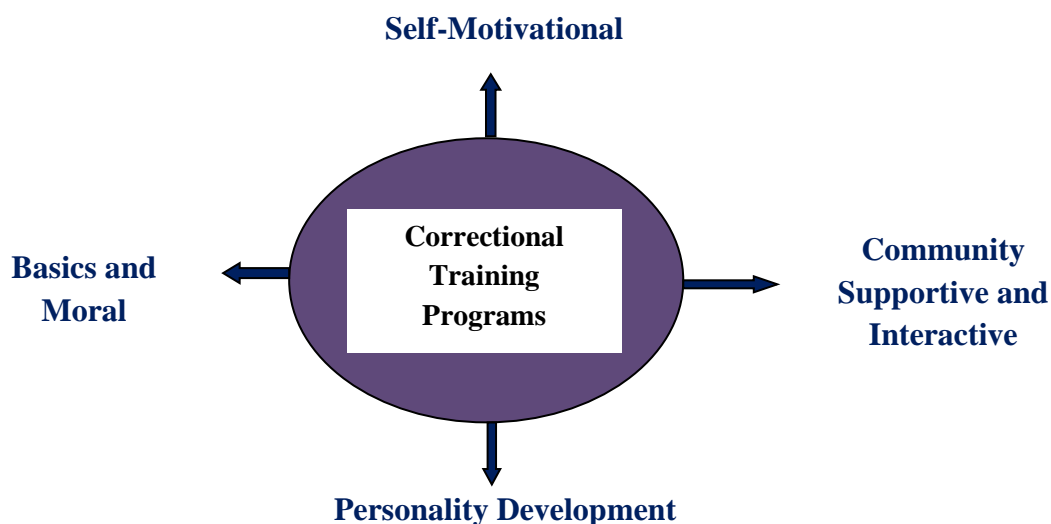 Self-Motivational
Correctional
Training
Programs
Basics and
Moral
Community
Supportive and
Interactive
Personality Development